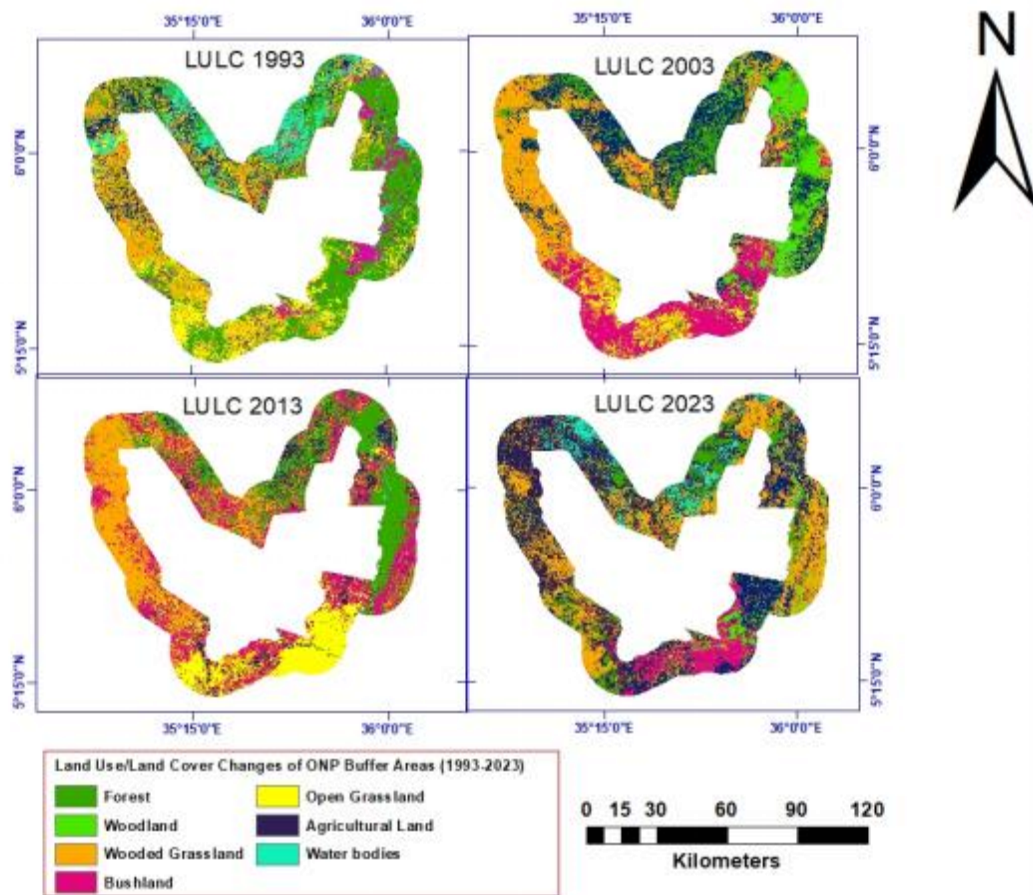 35°15'0"E 36°0'0"E 35°15'0"E 36°0'0"E
N
LULC 1993
LULC 2003
6°0'0"N
6°0'0"N
5°15'0"N
5°15'0"N
LULC 2013
LULC 2023
6°0'0"N
6°0'0"N
5°15'0"N
5°15'0"N
35°15'0"E 36°0'0"E 35°15'0"E 36°0'0"E
Land Use/Land Cover Changes of ONP Buffer Areas (1993-2023)
Forest
Open Grassland
Woodland
Agricultural Land
Wooded Grassland
Water bodies
Bushland
0 15 30 60 90 120
Kilometers